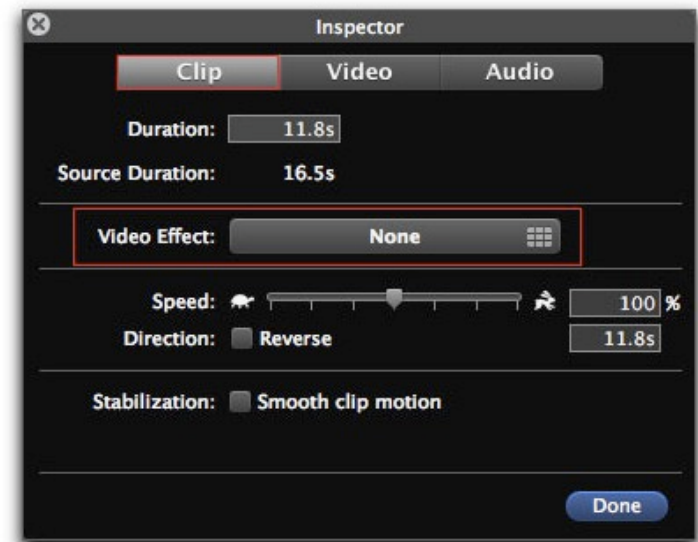 Inspector
Clip Video Audio
Duration: 11.8s
Source Duration: 16.5s
Video Effect: None
Speed: 100 %
Direction: Reverse 11.8s
Stabilization: Smooth clip motion
Done